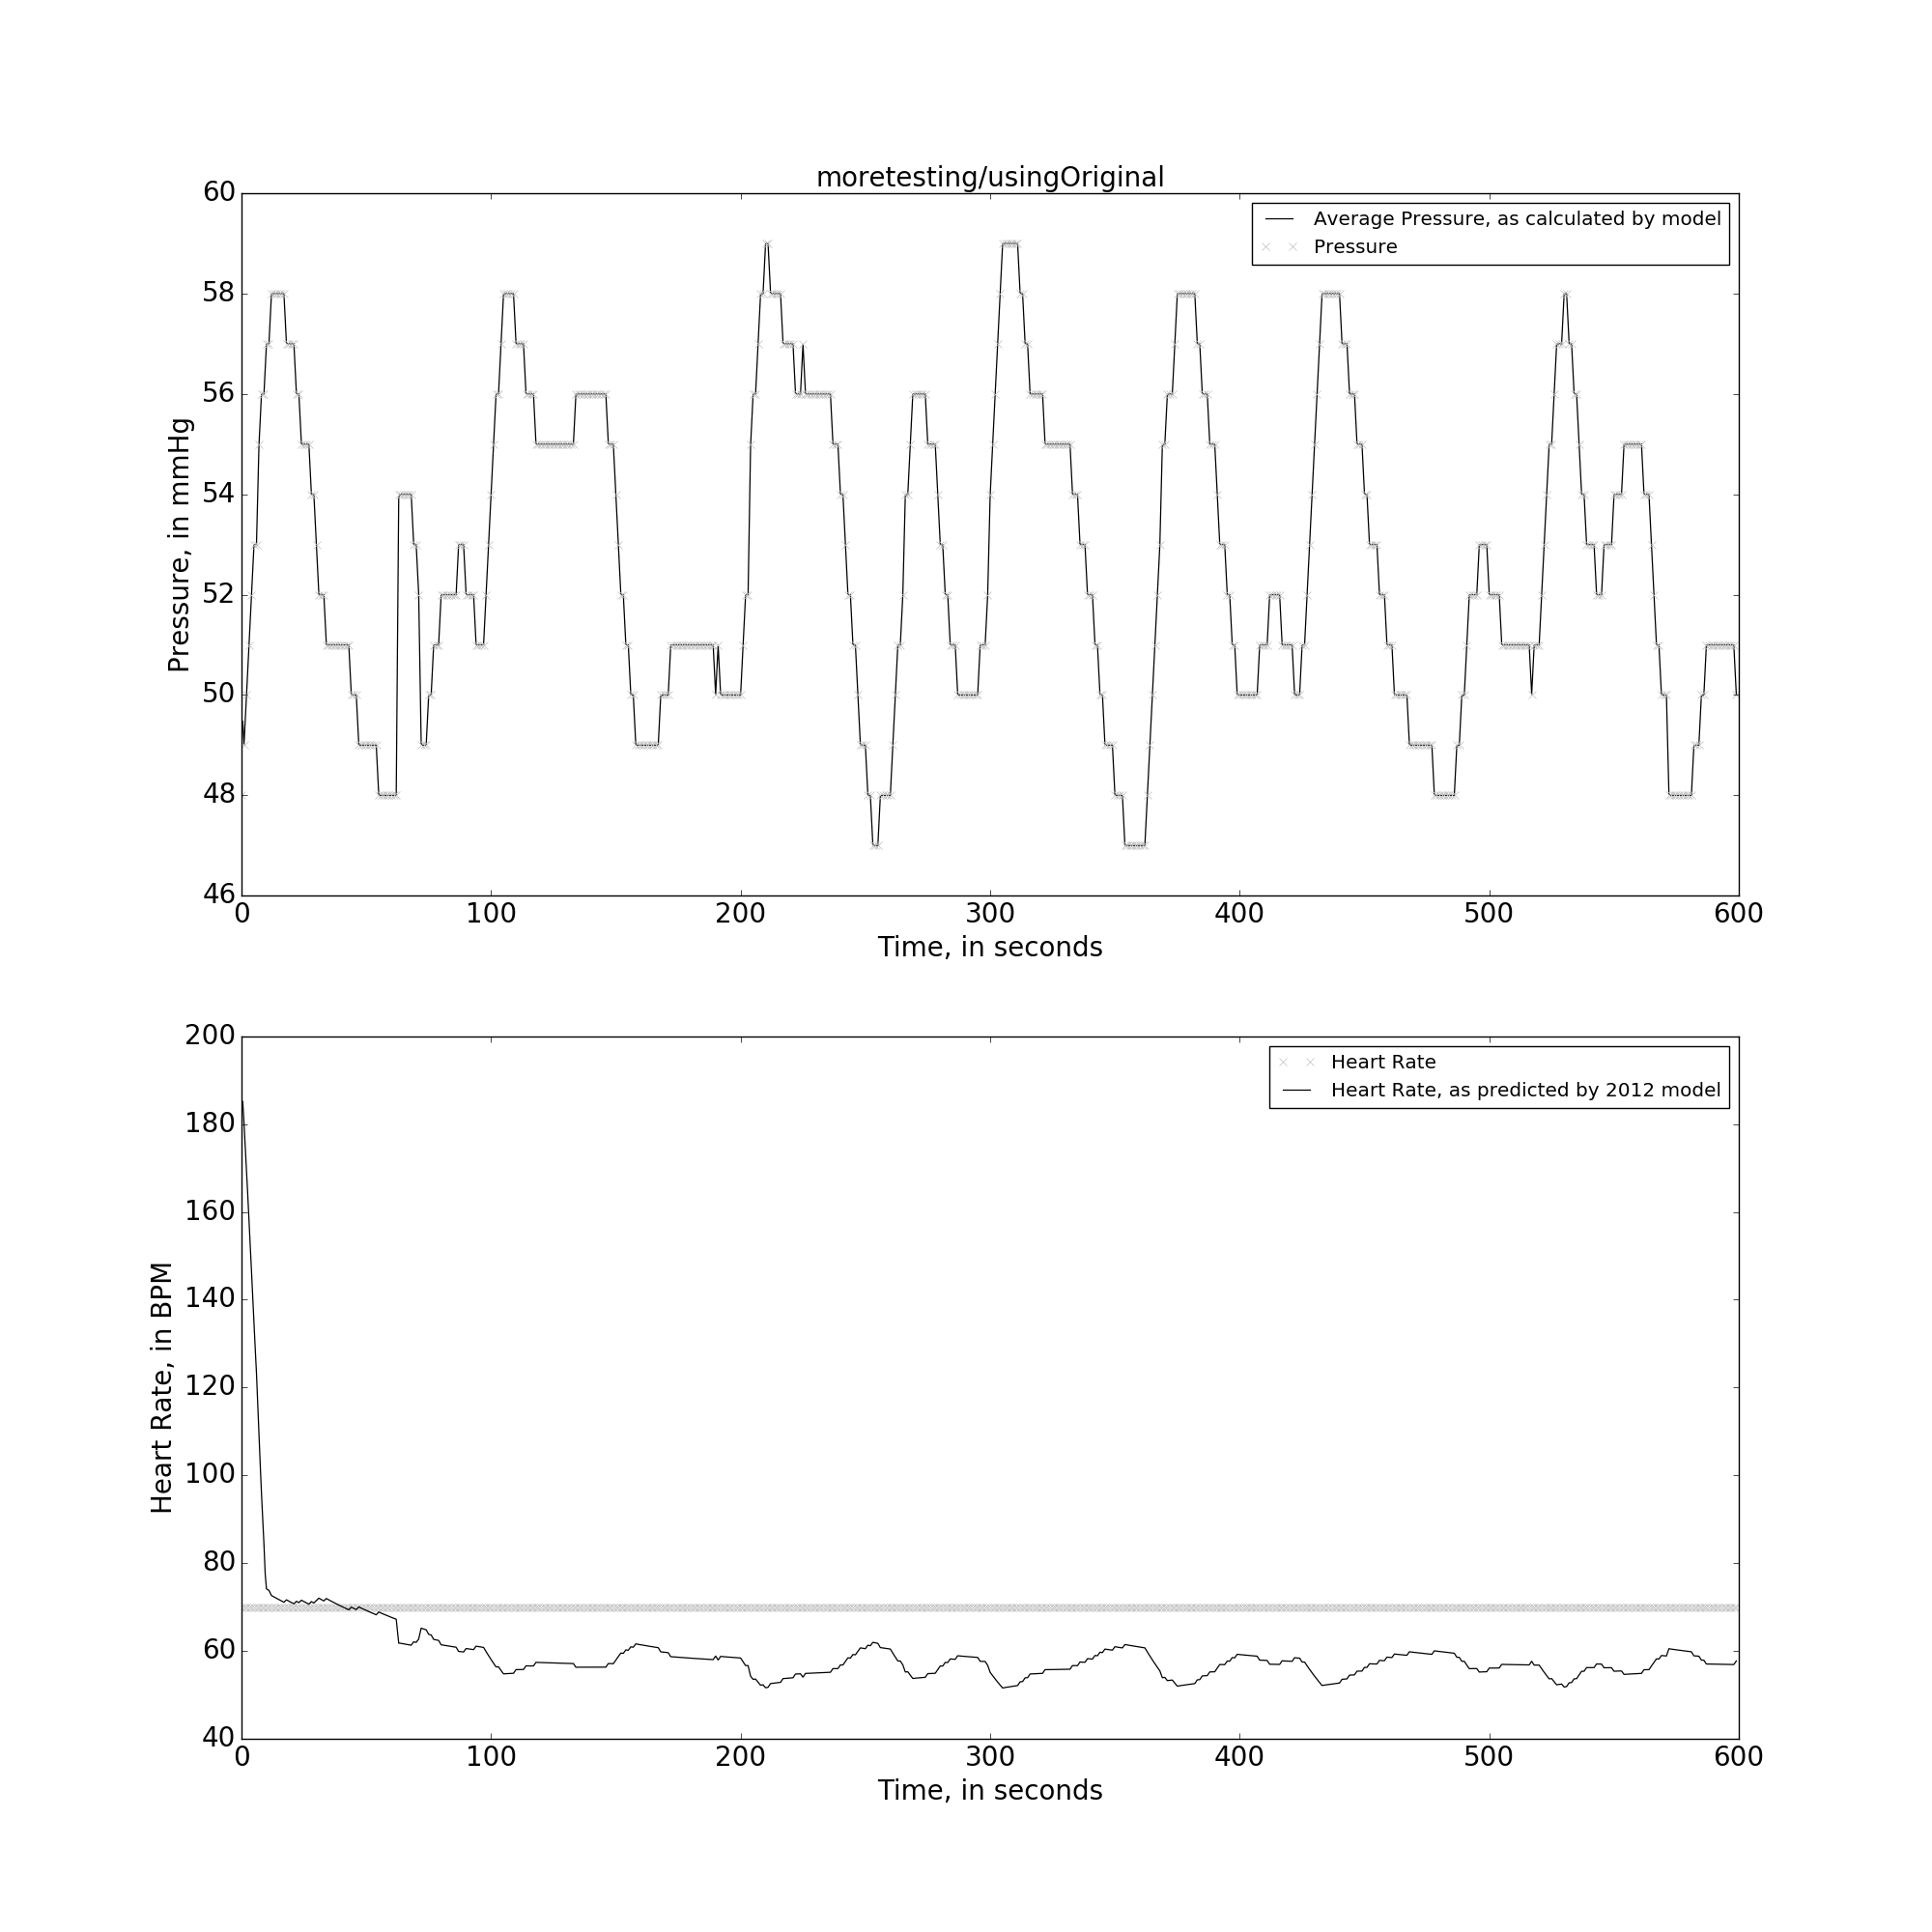 moretesting/usingOriginal
60
58
56
54
52
50
48
46
Pressure, in mmHg
Average Pressure, as calculated by model
Pressure
0 100 200 300 400 500 600
Time, in seconds
200
180
160
140
120
100
80
60
40
Heart Rate, in BPM
Heart Rate
Heart Rate, as predicted by 2012 model
0 100 200 300 400 500 600
Time, in seconds